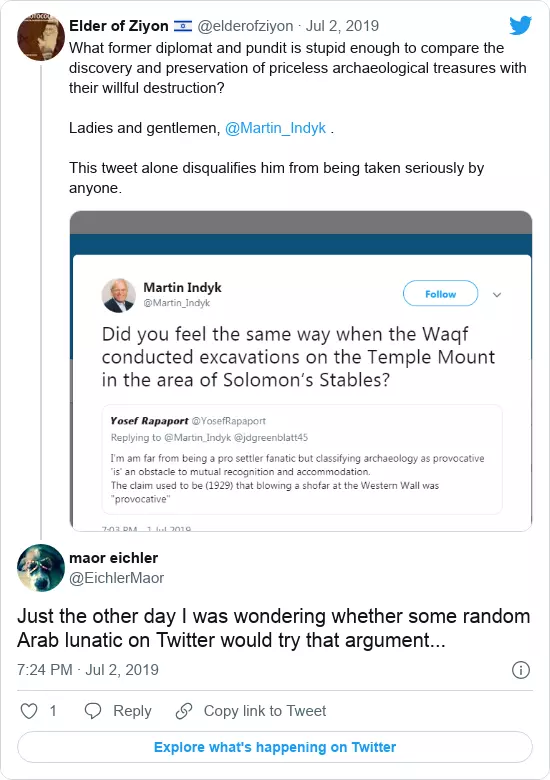 Elder of Ziyon 🇮🇱 @elderofziyon · Jul 2, 2019
What former diplomat and pundit is stupid enough to compare the
discovery and preservation of priceless archaeological treasures with
their willful destruction?
Ladies and gentlemen, @Martin_Indyk .
This tweet alone disqualifies him from being taken seriously by
anyone.
Martin Indyk
@Martin_Indyk
Follow
Did you feel the same way when the Waqf
conducted excavations on the Temple Mount
in the area of Solomon's Stables?
Yosef Rapaport @YosefRapaport
Replying to @Martin_Indyk @jdgreenblatt45
I'm am far from being a pro settler fanatic but classifying archaeology as provocative
'is' an obstacle to mutual recognition and accommodation.
The claim used to be (1929) that blowing a shofar at the Western Wall was
"provocative"
7:03 PM · 1 Jul 2019
maor eichler
@EichlerMaor
Just the other day I was wondering whether some random
Arab lunatic on Twitter would try that argument...
7:24 PM · Jul 2, 2019
1 Reply Copy link to Tweet
Explore what's happening on Twitter